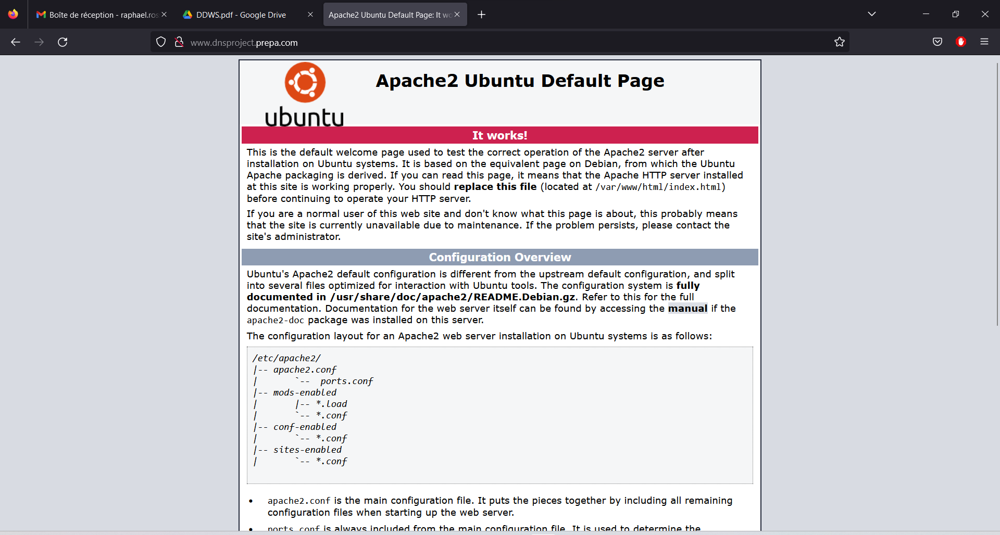 Boîte de réception - raphael.ros
DDWS.pdf - Google Drive
Apache2 Ubuntu Default Page: It wo
www.dnsproject.prepa.com
ubuntu
Apache2 Ubuntu Default Page
It works!
This is the default welcome page used to test the correct operation of the Apache2 server after
installation on Ubuntu systems. It is based on the equivalent page on Debian, from which the Ubuntu
Apache packaging is derived. If you can read this page, it means that the Apache HTTP server installed
at this site is working properly. You should replace this file (located at /var/www/html/index.html)
before continuing to operate your HTTP server.
If you are a normal user of this web site and don't know what this page is about, this probably means
that the site is currently unavailable due to maintenance. If the problem persists, please contact the
site's administrator.
Configuration Overview
Ubuntu's Apache2 default configuration is different from the upstream default configuration, and split
into several files optimized for interaction with Ubuntu tools. The configuration system is fully
documented in /usr/share/doc/apache2/README.Debian.gz. Refer to this for the full
documentation. Documentation for the web server itself can be found by accessing the manual if the
apache2-doc package was installed on this server.
The configuration layout for an Apache2 web server installation on Ubuntu systems is as follows:
/etc/apache2/
|-- apache2.conf
|       `--  ports.conf
|-- mods-enabled
|       |-- *.load
|       `-- *.conf
|-- conf-enabled
|       `-- *.conf
|-- sites-enabled
|       `-- *.conf
• apache2.conf is the main configuration file. It puts the pieces together by including all remaining
configuration files when starting up the web server.
• ports.conf is always included from the main configuration file. It is used to determine the